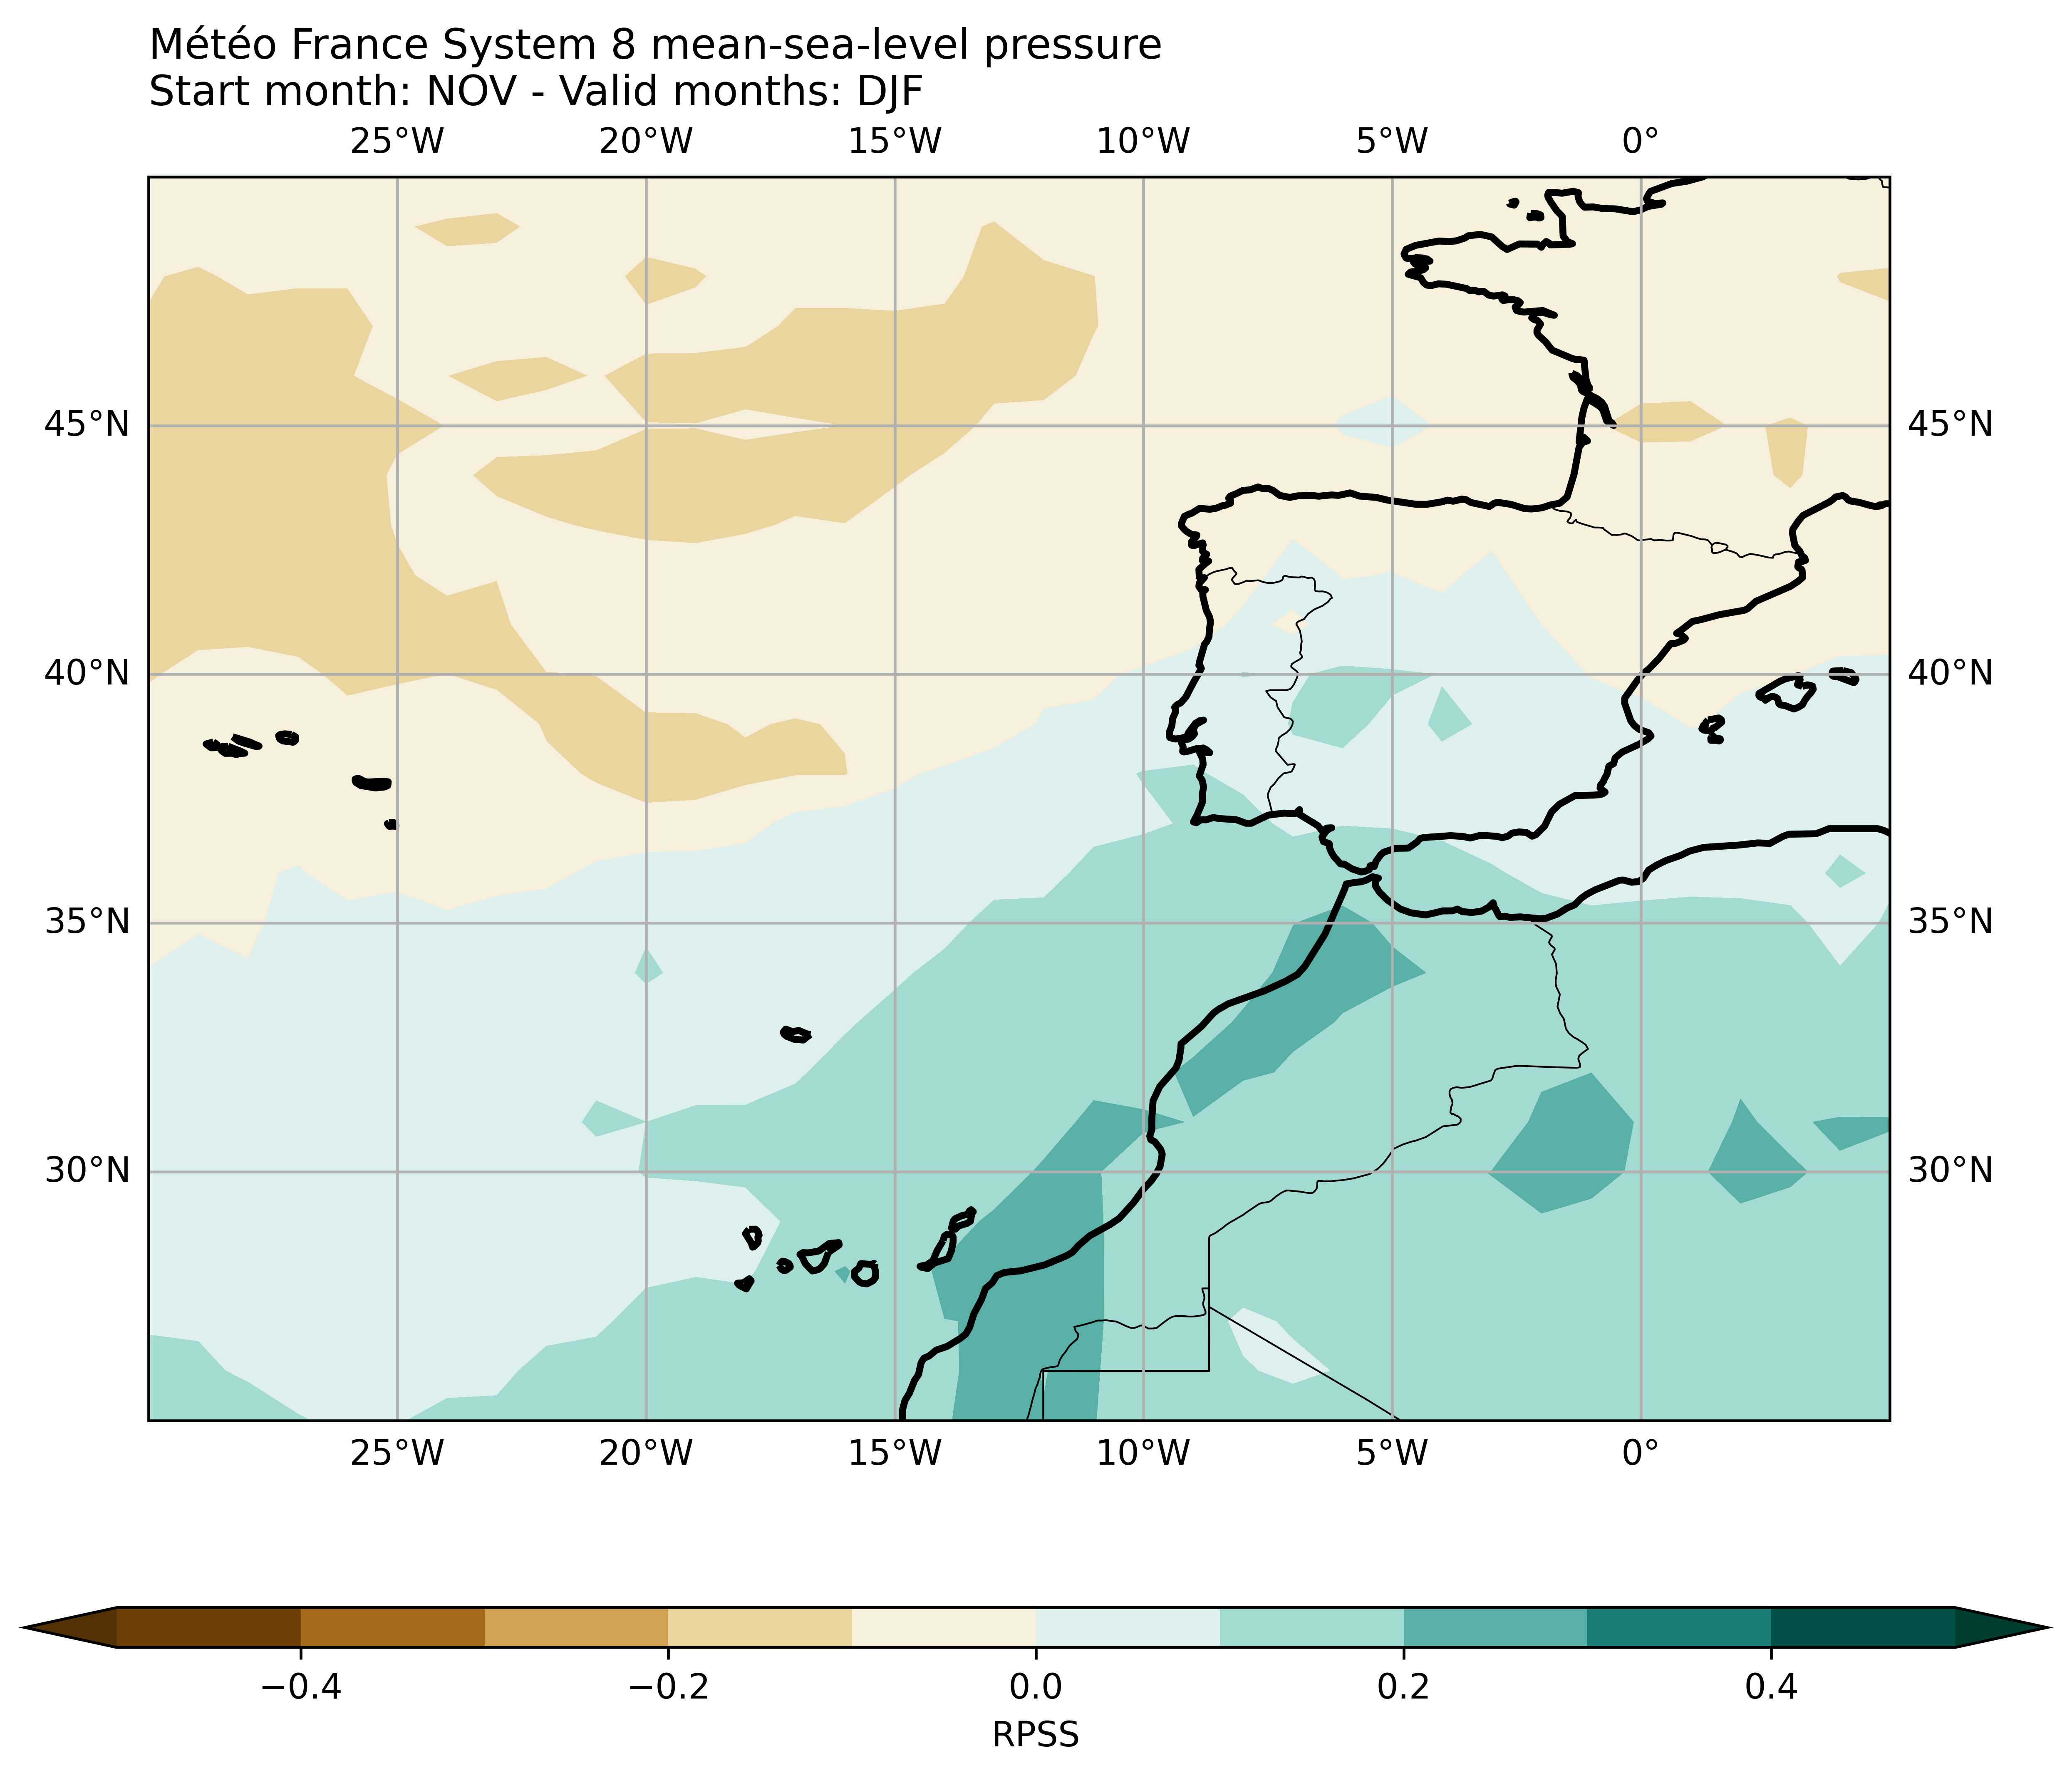 Météo France System 8 mean-sea-level pressure
Start month: NOV - Valid months: DJF
25°W 20°W 15°W 10°W 5°W 0°
45°N 45°N
40°N 40°N
35°N 35°N
30°N 30°N
25°W 20°W 15°W 10°W 5°W 0°
−0.4 −0.2 0.0 0.2 0.4
RPSS